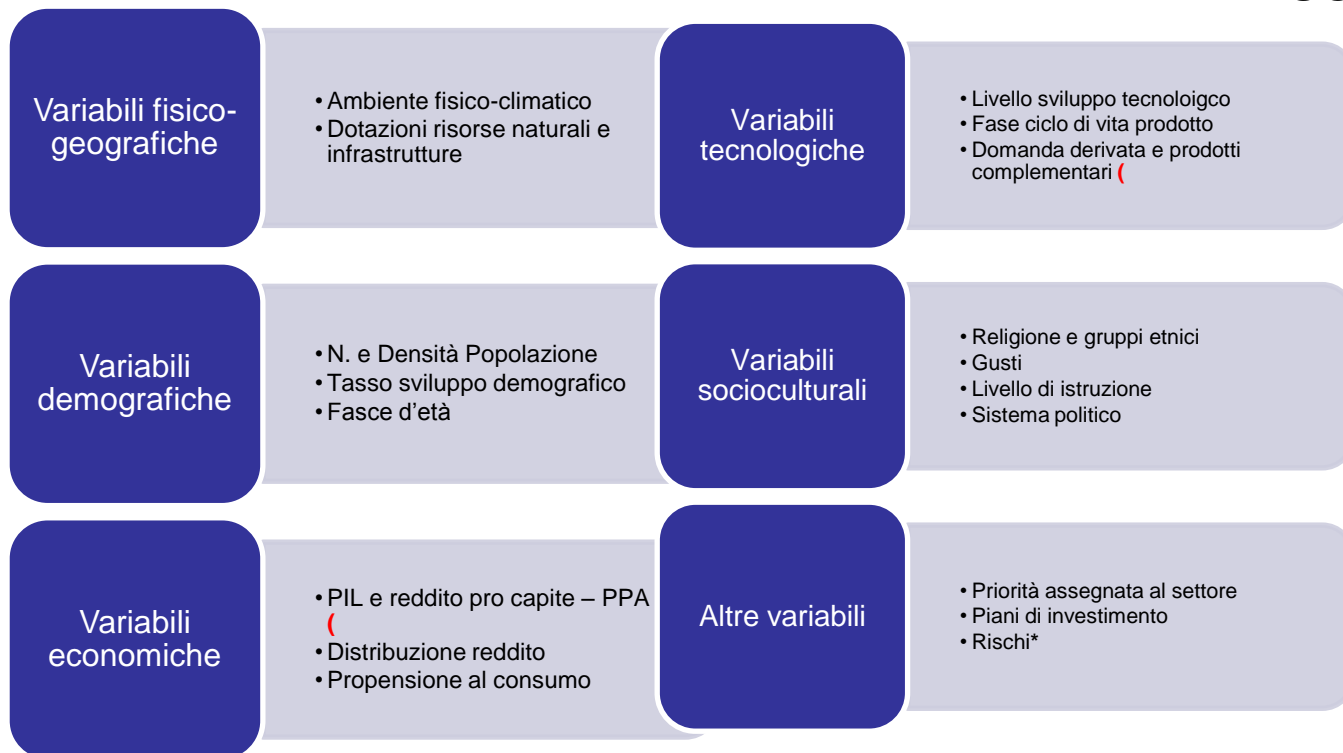 Variabili fisico-
geografiche
• Ambiente fisico-climatico
• Dotazioni risorse naturali e
infrastrutture
Variabili
tecnologiche
• Livello sviluppo tecnoloigco
• Fase ciclo di vita prodotto
• Domanda derivata e prodotti
complementari (
Variabili
demografiche
• N. e Densità Popolazione
• Tasso sviluppo demografico
• Fasce d’età
Variabili
socioculturali
• Religione e gruppi etnici
• Gusti
• Livello di istruzione
• Sistema politico
Variabili
economiche
• PIL e reddito pro capite – PPA
(
• Distribuzione reddito
• Propensione al consumo
Altre variabili
• Priorità assegnata al settore
• Piani di investimento
• Rischi*